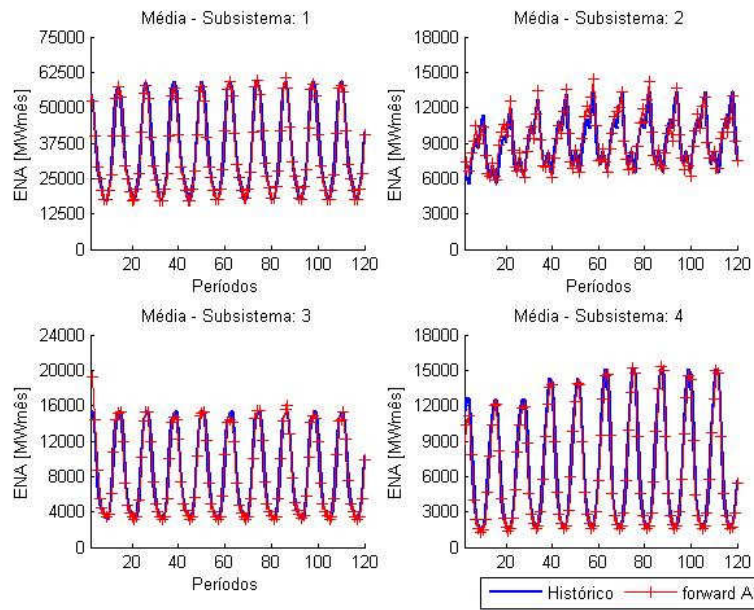 Média - Subsistema: 1
ENA [MWmês]
75000
62500
50000
37500
25000
12500
0
20 40 60 80 100 120
Períodos
Média - Subsistema: 2
ENA [MWmês]
18000
15000
12000
9000
6000
3000
0
20 40 60 80 100 120
Períodos
Média - Subsistema: 3
ENA [MWmês]
24000
20000
16000
12000
8000
4000
0
20 40 60 80 100 120
Períodos
Média - Subsistema: 4
ENA [MWmês]
18000
15000
12000
9000
6000
3000
0
20 40 60 80 100 120
Histórico forward A